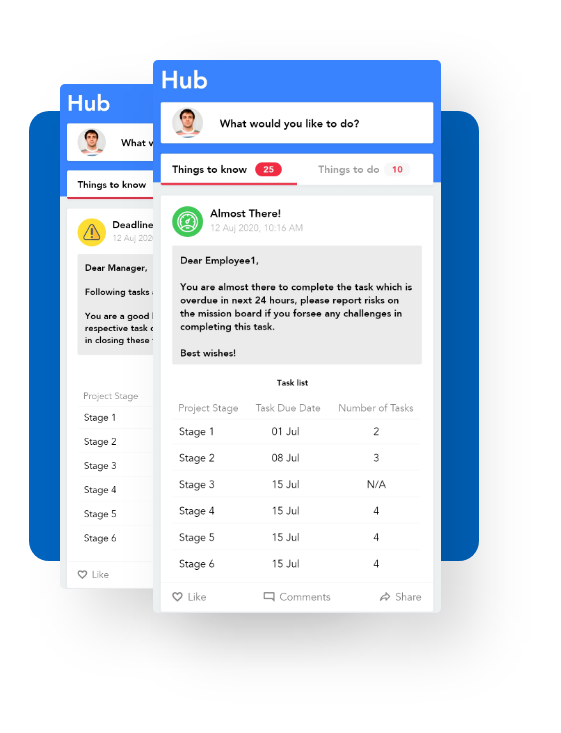 Hub
What would you like to do?
Things to know 25 Things to do 10
Almost There!
12 Auj 2020, 10:16 AM
Dear Employee1,
You are almost there to complete the task which is
overdue in next 24 hours, please report risks on
the mission board if you forsee any challenges in
completing this task.
Best wishes!
Task list
Project Stage Task Due Date Number of Tasks
Stage 1 01 Jul 2
Stage 2 08 Jul 3
Stage 3 15 Jul N/A
Stage 4 15 Jul 4
Stage 5 15 Jul 4
Stage 6 15 Jul 4
Like Comments Share
Hub
What
Things to know
Deadline
12 Auj
Dear Manager,
Following tasks
You are a good
respective task
in closing these
Project Stage
Stage 1
Stage 2
Stage 3
Stage 4
Stage 5
Stage 6
Like